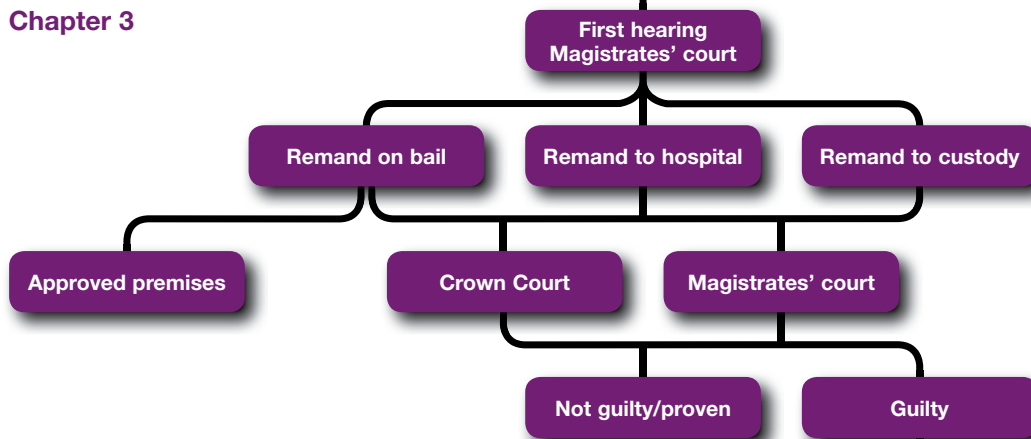 Chapter 3
First hearing
Magistrates’ court
Remand on bail
Remand to hospital
Remand to custody
Approved premises
Crown Court
Magistrates’ court
Not guilty/proven
Guilty